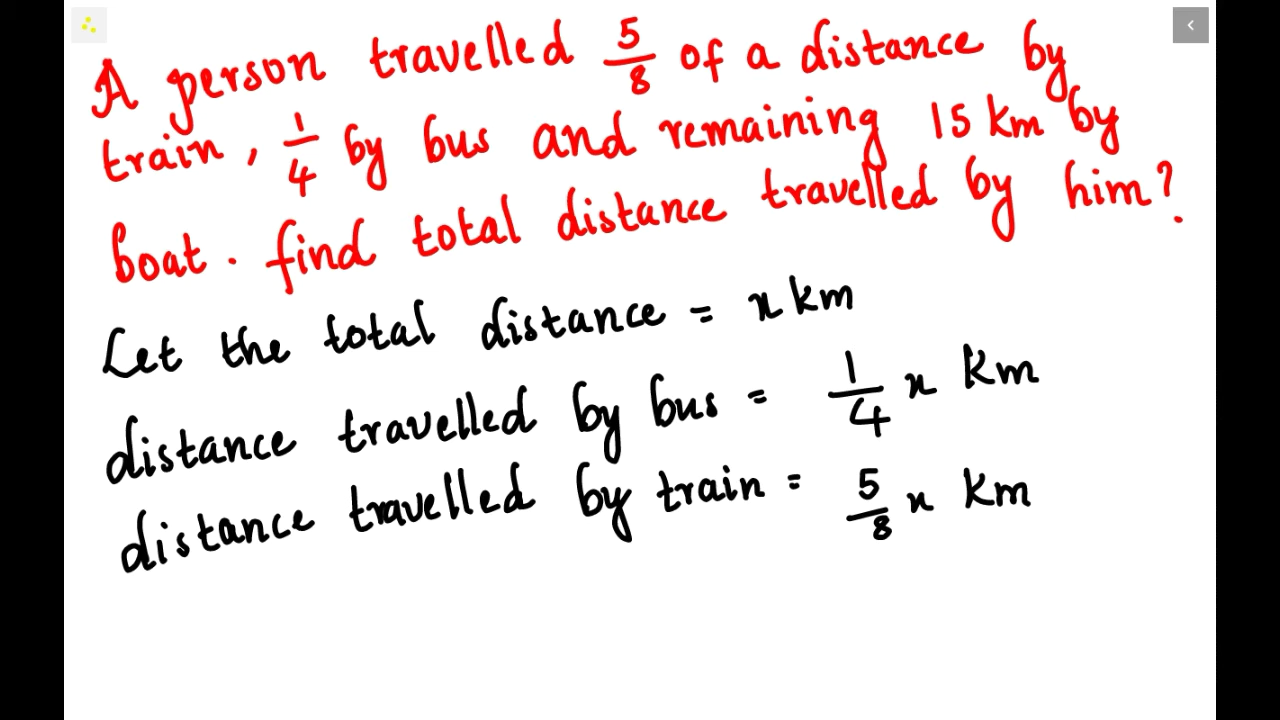 A person travelled 5/8 of a distance by
train, 1/4 by bus and remaining 15 km by
boat. find total distance travelled by him?
Let the total distance = x km
distance travelled by bus = 1/4 x km
distance travelled by train = 5/8 x km